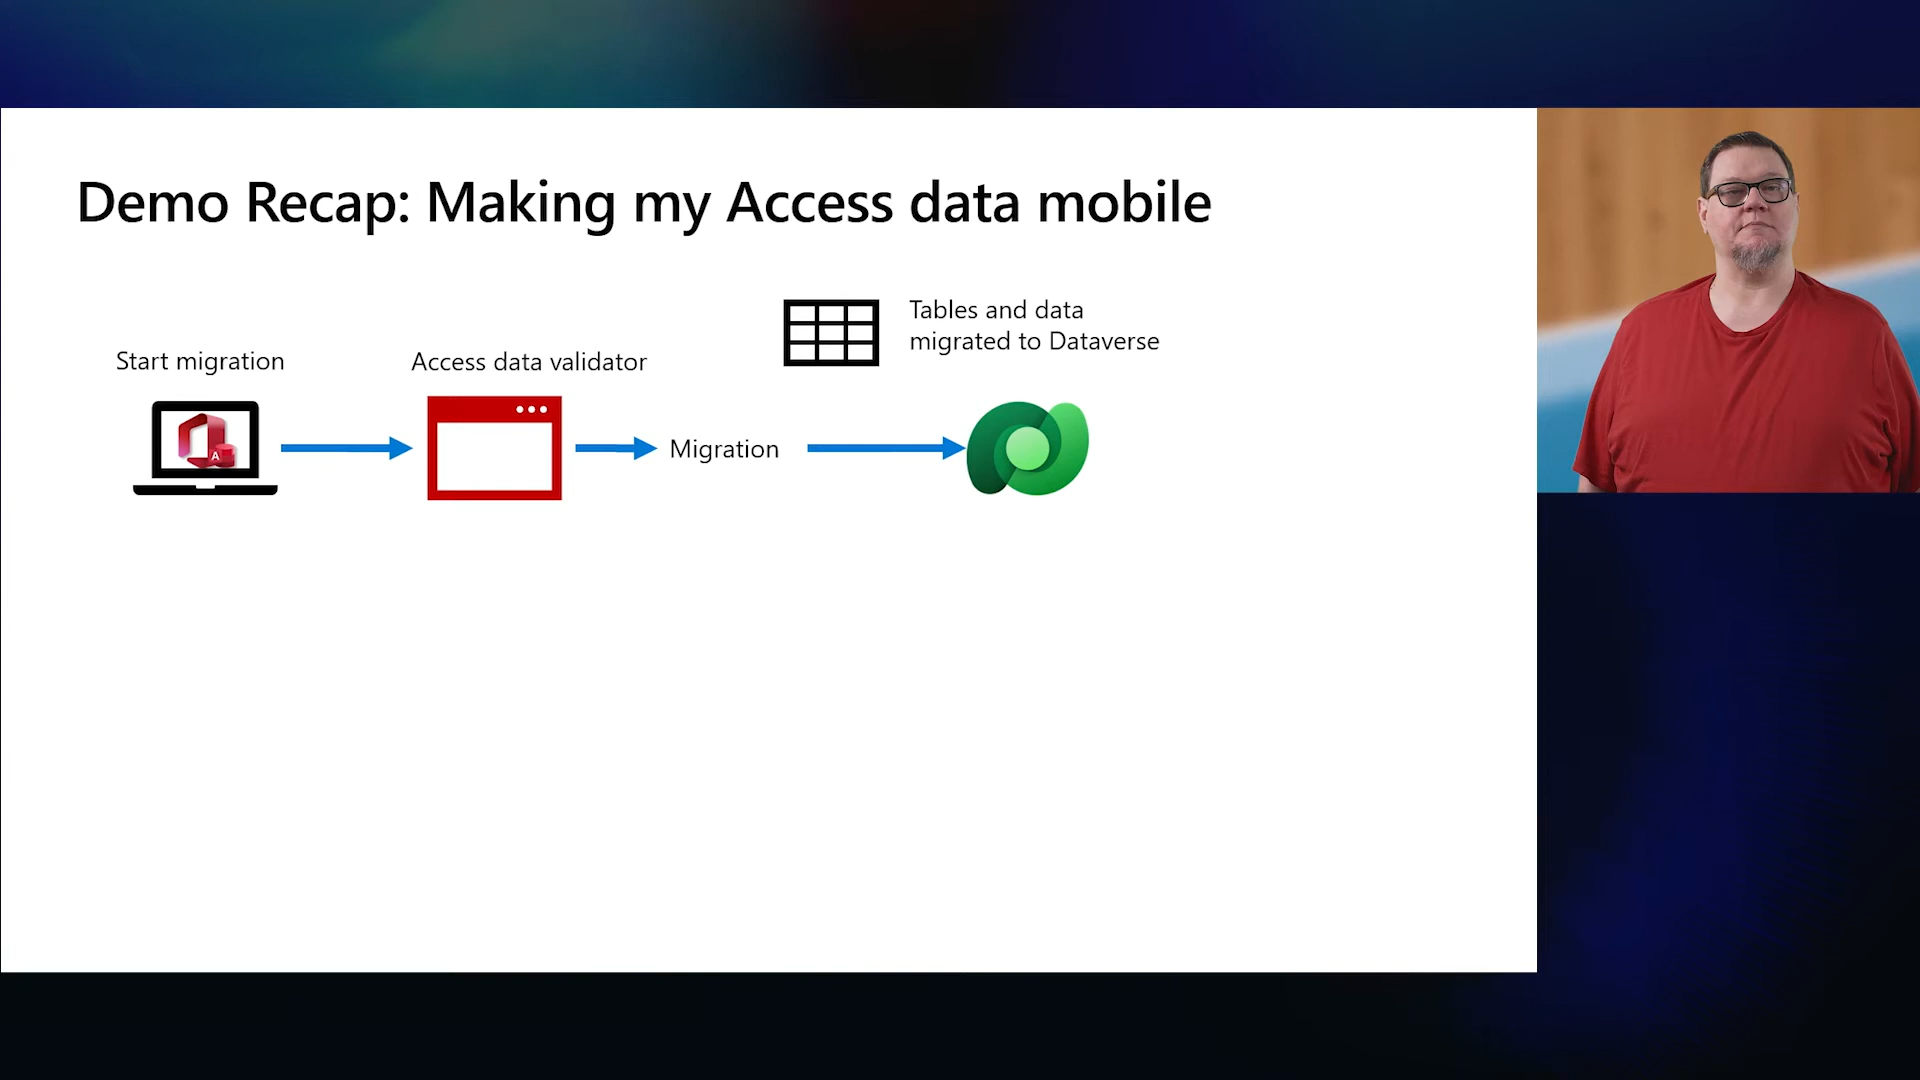 Demo Recap: Making my Access data mobile
Tables and data
migrated to Dataverse
Start migration
Access data validator
A
Migration